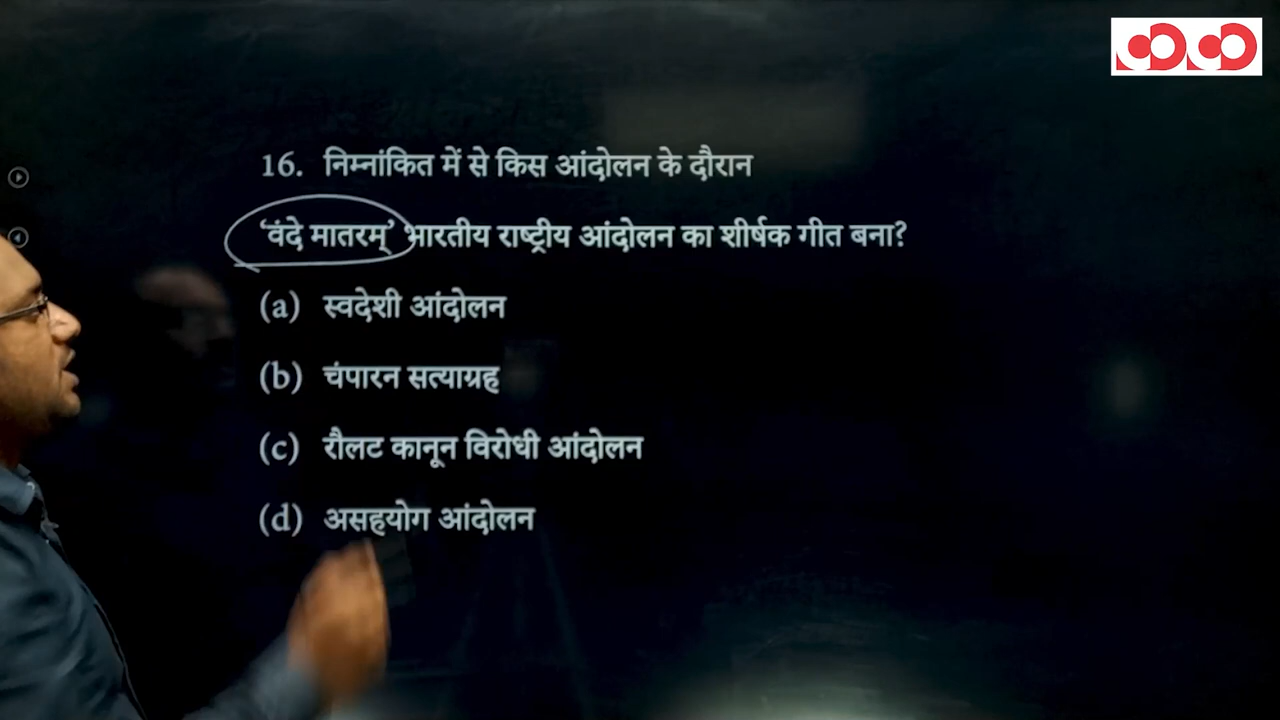 16. निम्नांकित में से किस आंदोलन के दौरान
‘वंदे मातरम्’ भारतीय राष्ट्रीय आंदोलन का शीर्षक गीत बना?
(a) स्वदेशी आंदोलन
(b) चंपारन सत्याग्रह
(c) रौलट कानून विरोधी आंदोलन
(d) असहयोग आंदोलन